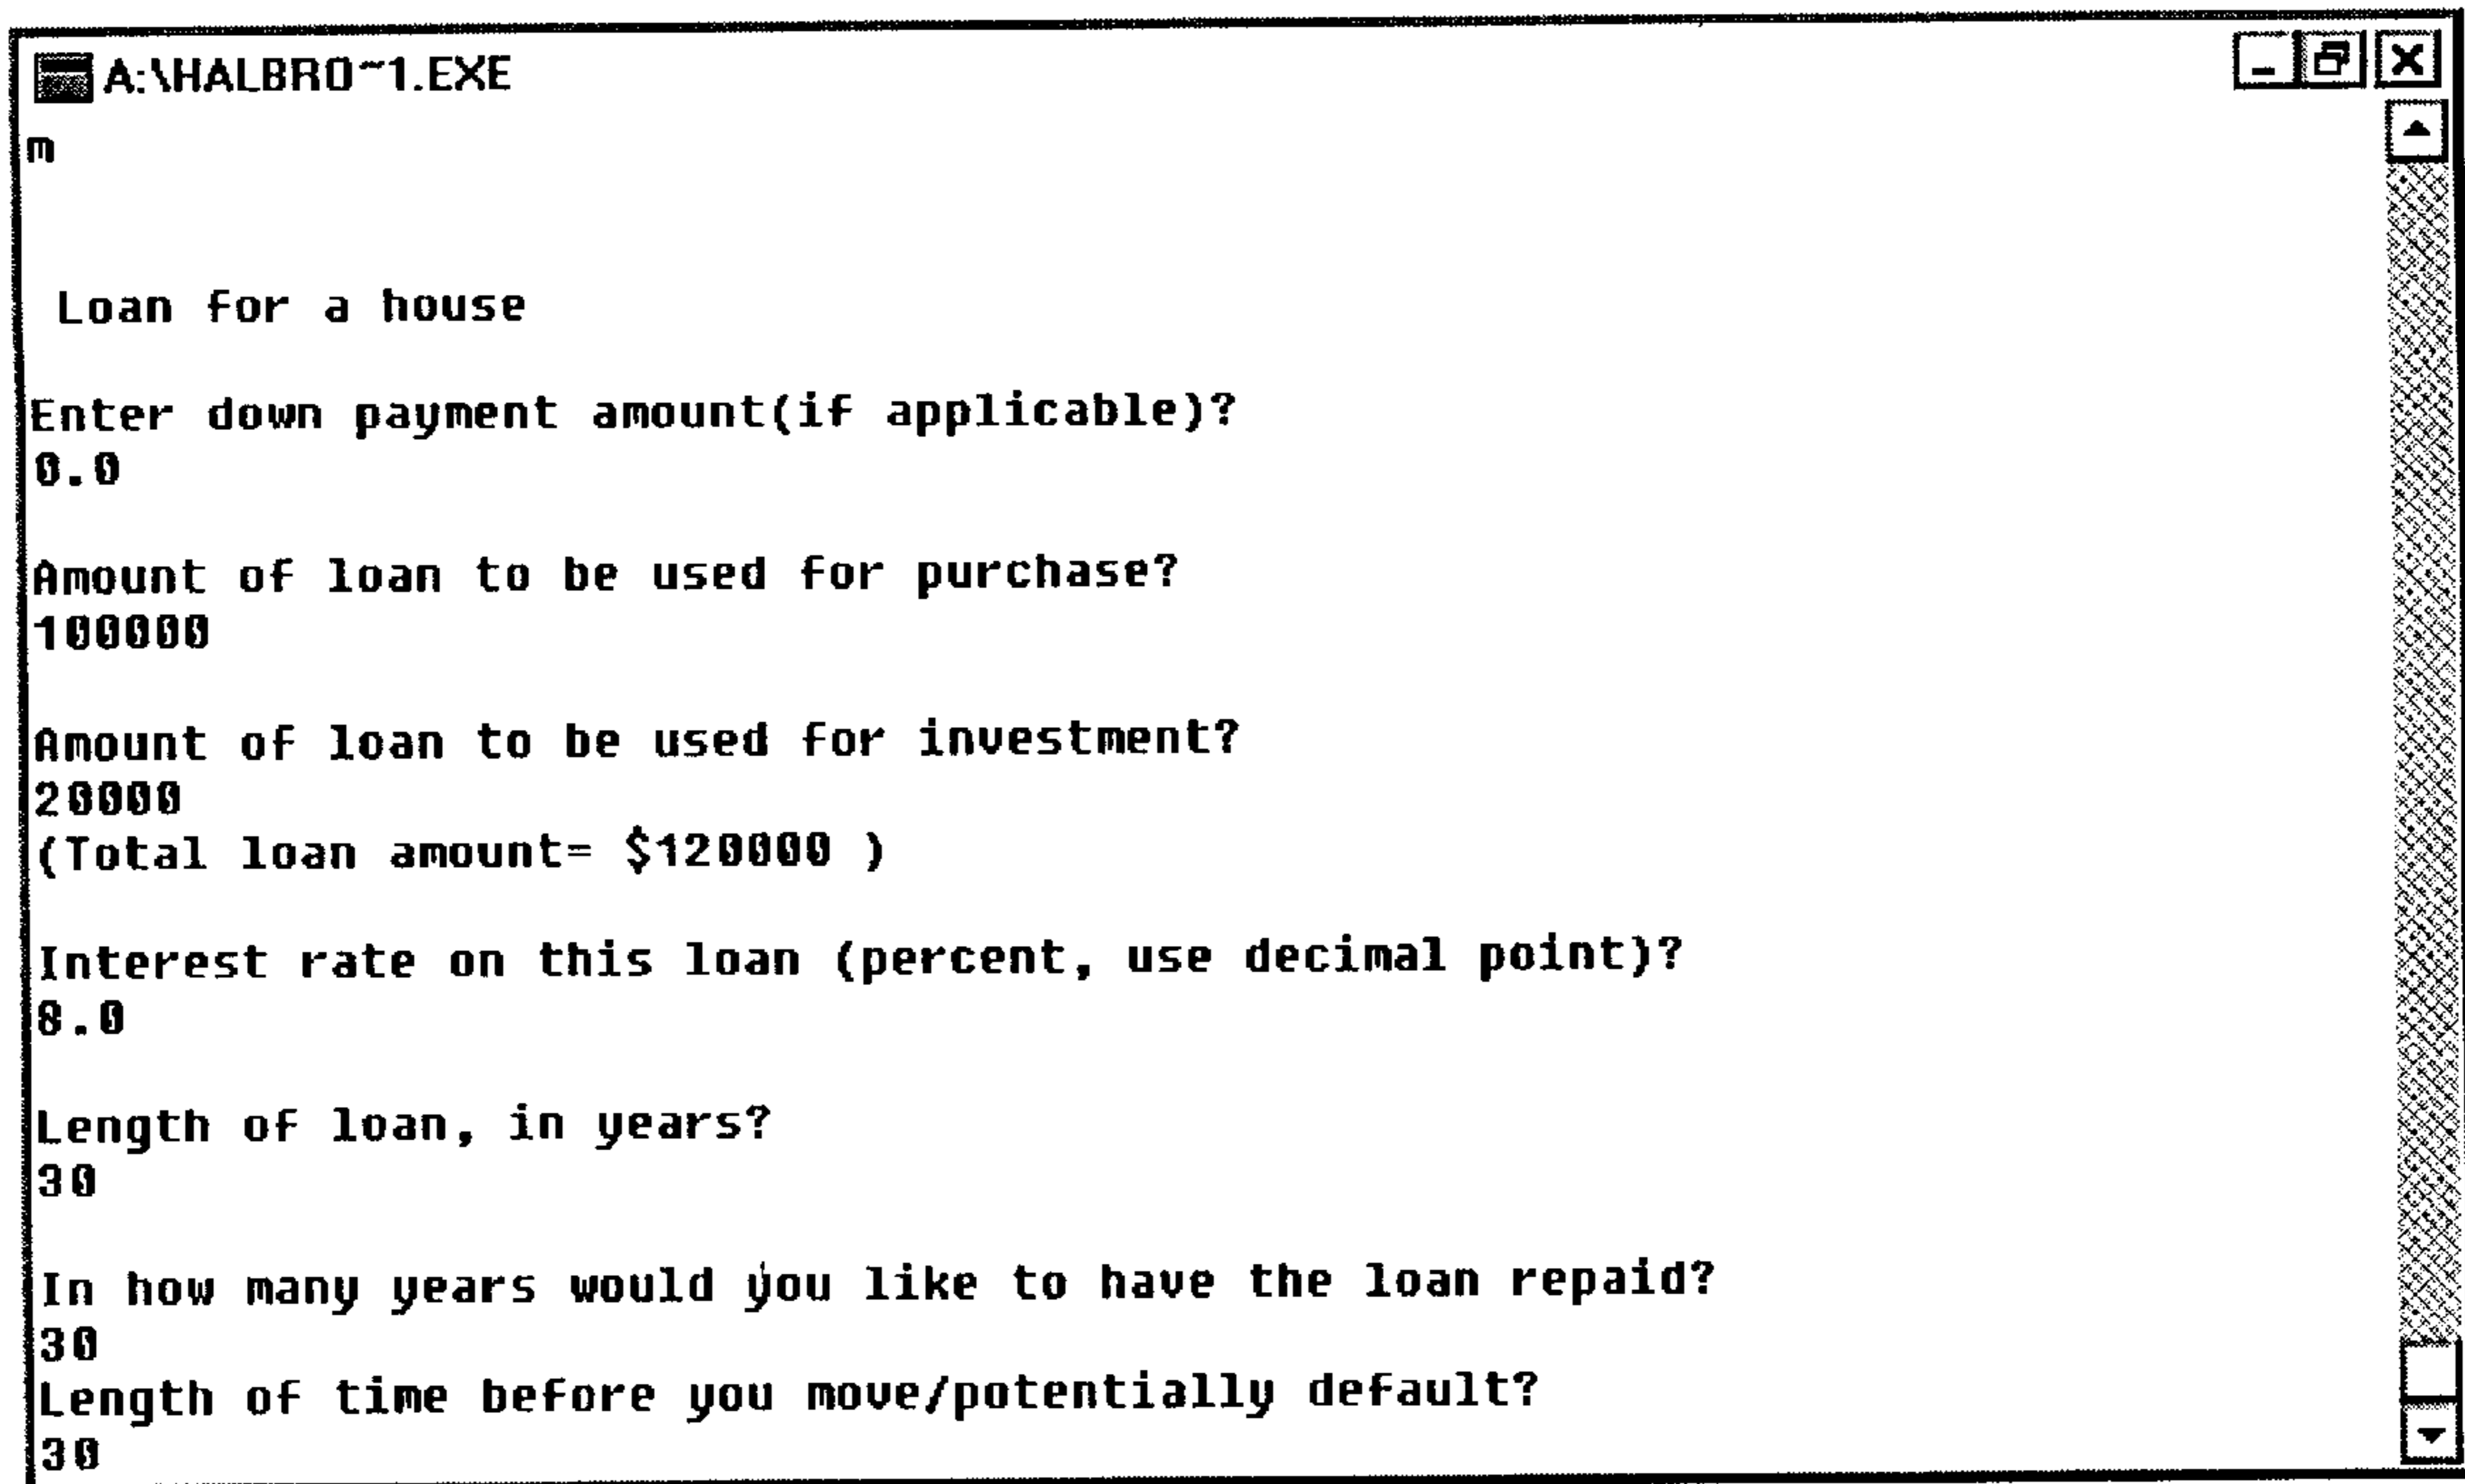 A:\HALBRO~1.EXE
m
Loan for a house
Enter down payment amount(if applicable)?
0.0
Amount of loan to be used for purchase?
100000
Amount of loan to be used for investment?
20000
(Total loan amount= $120000 )
Interest rate on this loan (percent, use decimal point)?
8.0
Length of loan, in years?
30
In how many years would you like to have the loan repaid?
30
Length of time before you move/potentially default?
30